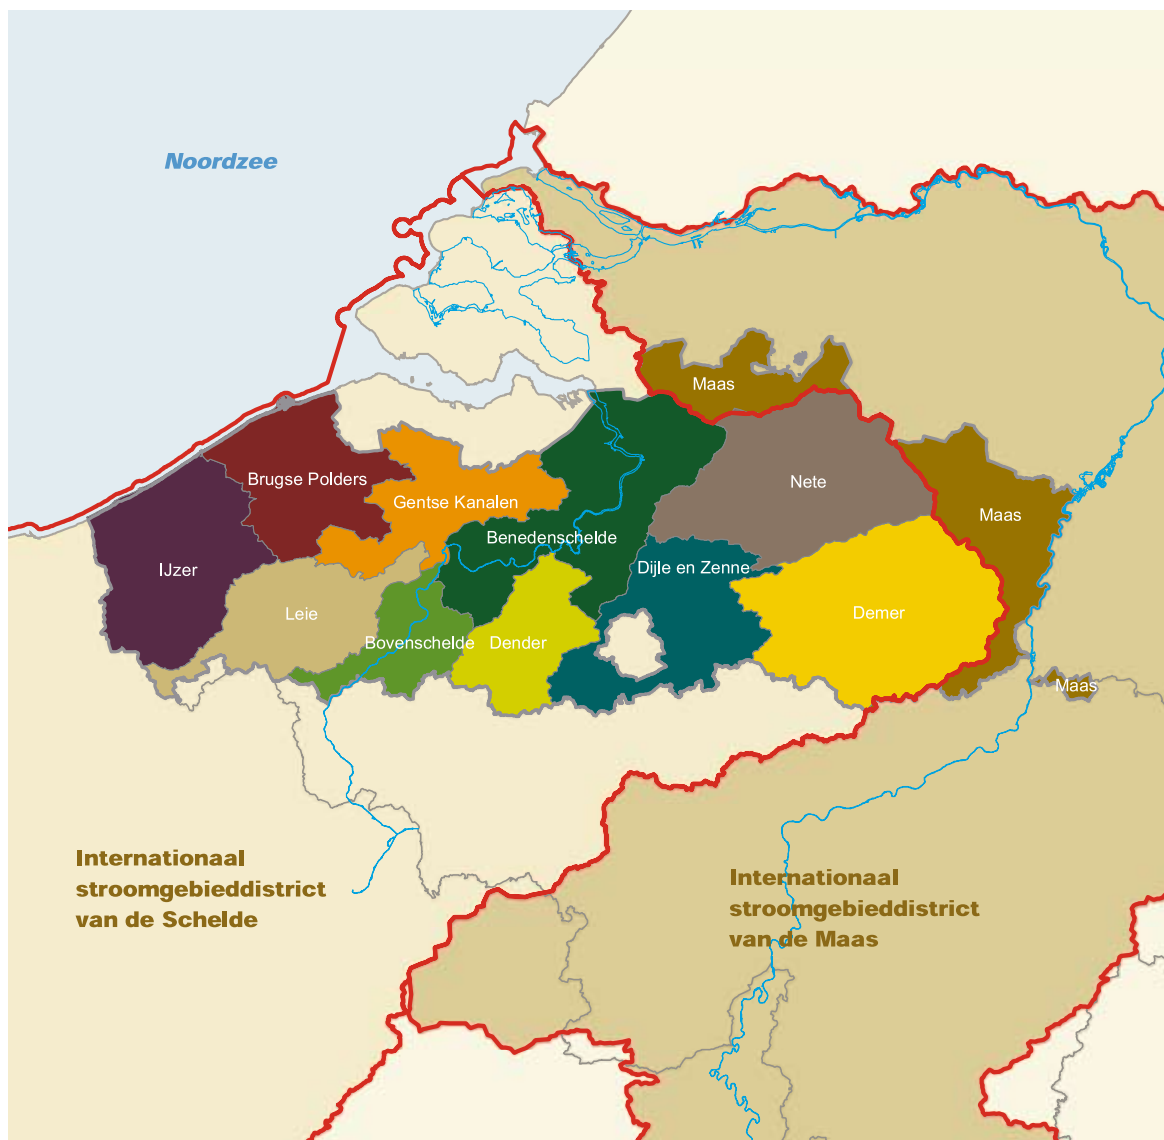 Noordzee
Maas
Brugse Polders
Gentse Kanalen
Nete
Maas
Benedenschelde
IJzer
Dijle en Zenne
Leie
Bovenschelde
Dender
Demer
Maas
Internationaal
stroomgebieddistrict
van de Schelde
Internationaal
stroomgebieddistrict
van de Maas